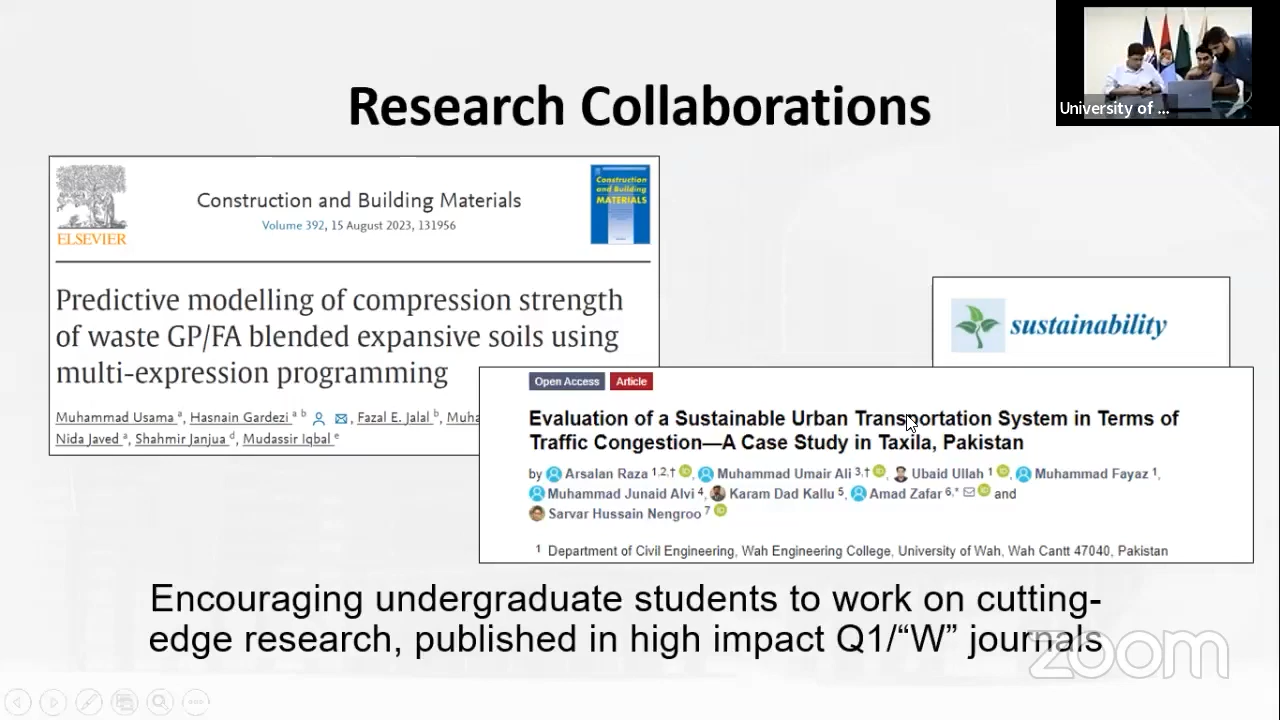 Research Collaborations
University of ...
ELSEVIER
Construction and Building Materials
Volume 392, 15 August 2023, 131956
Construction
and Building
MATERIALS
Predictive modelling of compression strength
of waste GP/FA blended expansive soils using
multi-expression programming
Muhammad Usama a, Hasnain Gardezi a b, Fazal E. Jalal b, Muha
Nida Javed a, Shahmir Janjua d, Mudassir Iqbal e
sustainability
Open Access Article
Evaluation of a Sustainable Urban Transportation System in Terms of
Traffic Congestion—A Case Study in Taxila, Pakistan
by Arsalan Raza 1,2,†, Muhammad Umair Ali 3,†, Ubaid Ullah 1, Muhammad Fayaz 1,
Muhammad Junaid Alvi 4, Karam Dad Kallu 5, Amad Zafar 6,* and
Sarvar Hussain Nengroo 7
1 Department of Civil Engineering, Wah Engineering College, University of Wah, Wah Cantt 47040, Pakistan
Encouraging undergraduate students to work on cutting-
edge research, published in high impact Q1/“W” journals
zoom